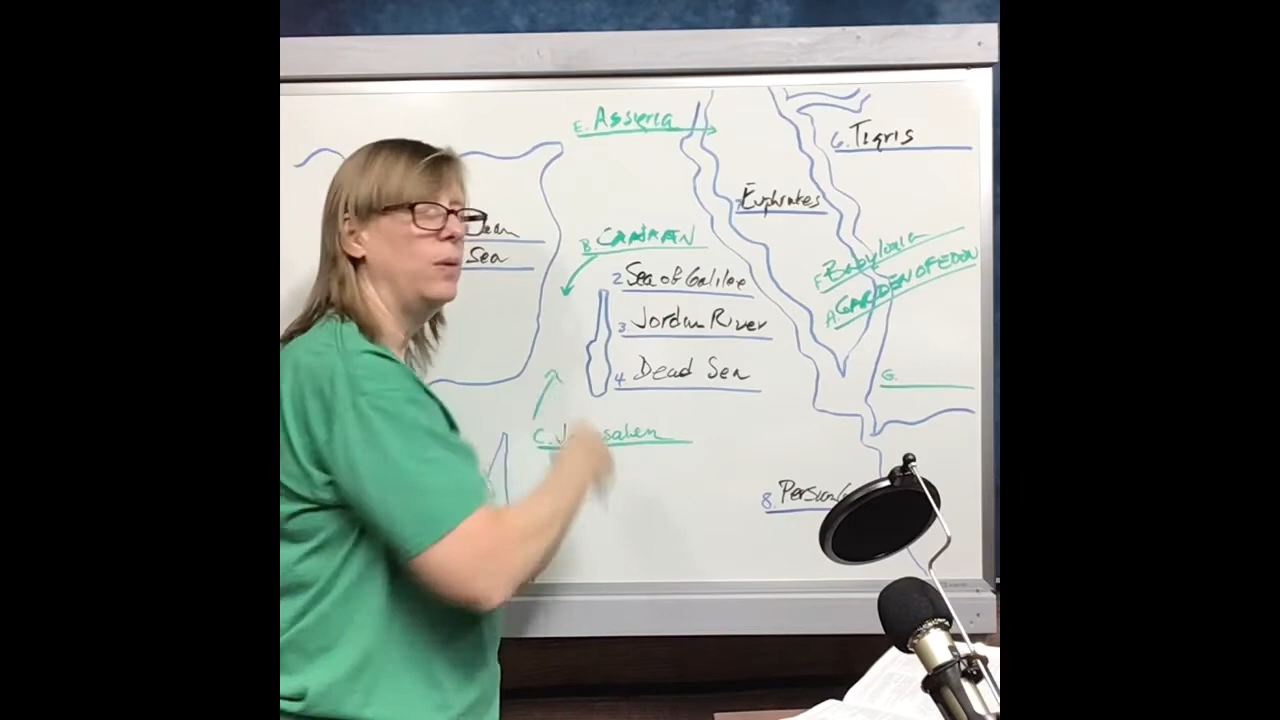 E. Assyria
6. Tigris
Euphrates
Sea
B. CANAAN
2 Sea of Galilee
F. Babylonia
A. GARDEN OF EDON
3. Jordan River
4. Dead Sea
G.
C.
8. Persian